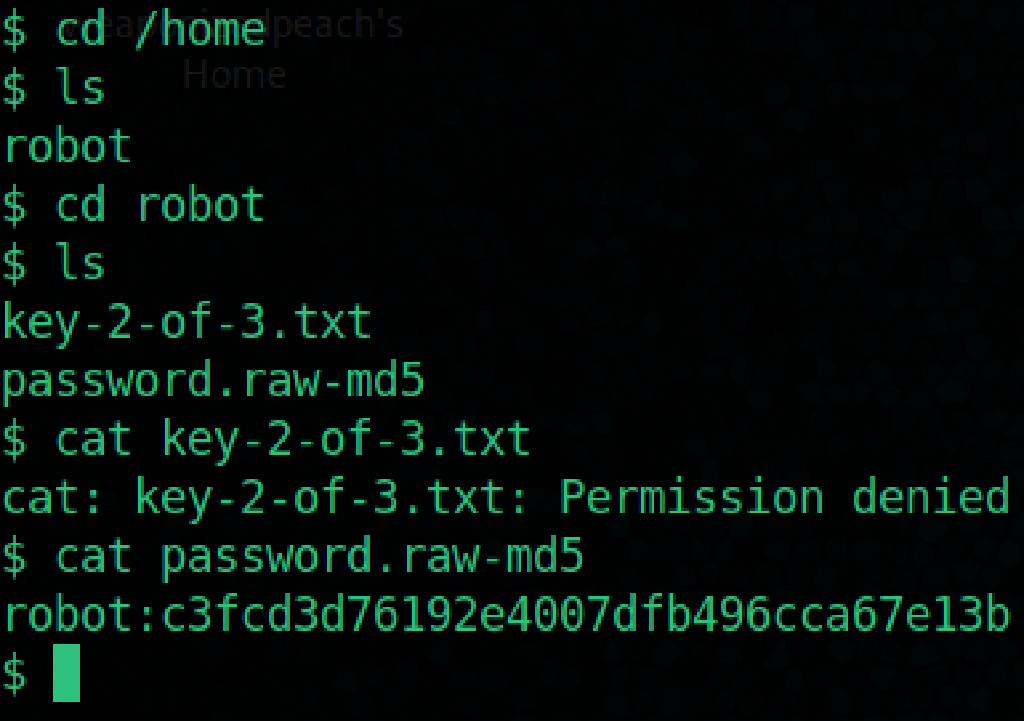 $ cd /home
$ ls
robot
$ cd robot
$ ls
key-2-of-3.txt
password.raw-md5
$ cat key-2-of-3.txt
cat: key-2-of-3.txt: Permission denied
$ cat password.raw-md5
robot:c3fcd3d76192e4007dfb496cca67e13b
$
Home